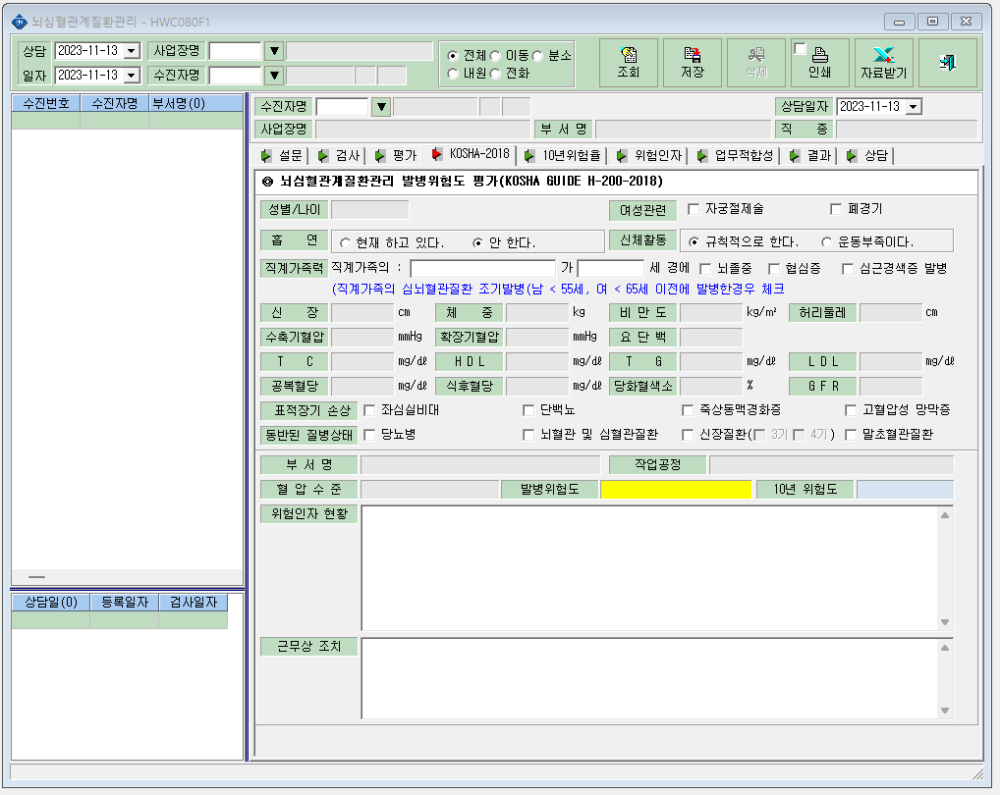 뇌심혈관계질환관리 - HWC080F1
상담 2023-11-13 사업장명
일자 2023-11-13 수진자명
전체 이동 분소
내원 전화
조회 저장 삭제 인쇄 자료받기
수진번호 수진자명 부서명(0)
수진자명 상담일자 2023-11-13
사업장명 부 서 명 직 종
설문 검사 평가 KOSHA-2018 10년위험율 위험인자 업무적합성 결과 상담
⊙ 뇌심혈관계질환관리 발병위험도 평가(KOSHA GUIDE H-200-2018)
성별/나이 여성관련 자궁절제술 폐경기
흡 연 현재 하고 있다. 안 한다. 신체활동 규칙적으로 한다. 운동부족이다.
직계가족력 직계가족의 : 가 세 경에 뇌졸중 협심증 심근경색증 발병
(직계가족의 심뇌혈관질환 조기발병(남 < 55세, 여 < 65세 이전에 발병한경우 체크
신 장 cm 체 중 kg 비 만 도 kg/㎡ 허리둘레 cm
수축기혈압 mmHg 확장기혈압 mmHg 요 단 백
T C mg/㎗ H D L mg/㎗ T G mg/㎗ L D L mg/㎗
공복혈당 mg/㎗ 식후혈당 mg/㎗ 당화혈색소 % G F R
표적장기 손상 좌심실비대 단백뇨 죽상동맥경화증 고혈압성 망막증
동반된 질병상태 당뇨병 뇌혈관 및 심혈관질환 신장질환( 3기 4기 ) 말초혈관질환
부 서 명 작업공정
혈 압 수 준 발병위험도 10년 위험도
위험인자 현황
상담일(0) 등록일자 검사일자
근무상 조치